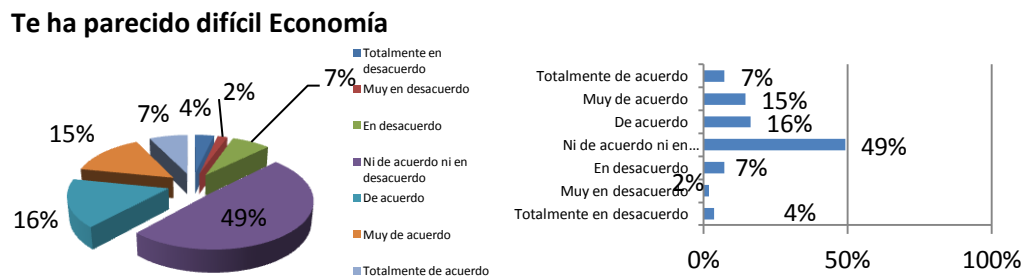 Te ha parecido difícil Economía
7%
4%
2%
7%
15%
16%
49%
Totalmente en
desacuerdo
Muy en desacuerdo
En desacuerdo
Ni de acuerdo ni en
desacuerdo
De acuerdo
Muy de acuerdo
Totalmente de acuerdo
Totalmente de acuerdo 7%
Muy de acuerdo 15%
De acuerdo 16%
Ni de acuerdo ni en… 49%
En desacuerdo 7%
Muy en desacuerdo 2%
Totalmente en desacuerdo 4%
0% 50% 100%